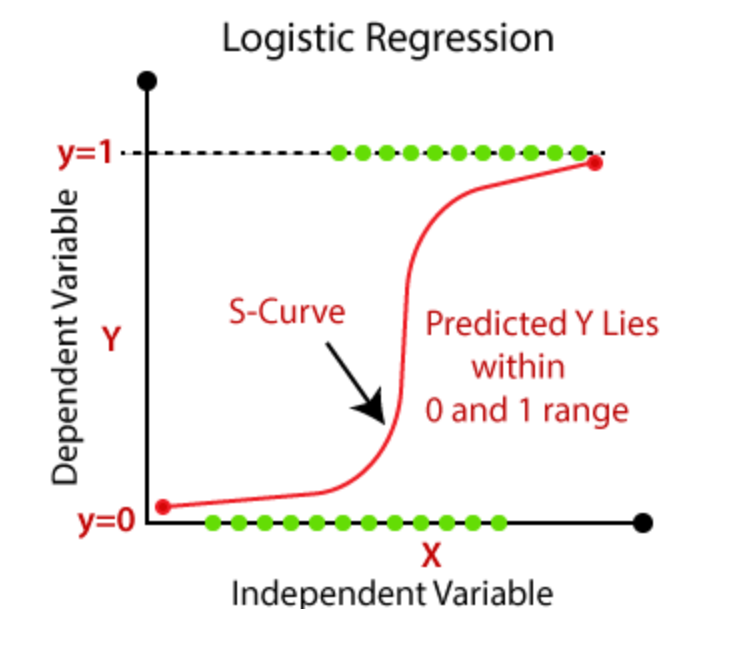 Logistic Regression
y=1
Dependent Variable
Y
S-Curve
Predicted Y Lies
within
0 and 1 range
y=0
X
Independent Variable